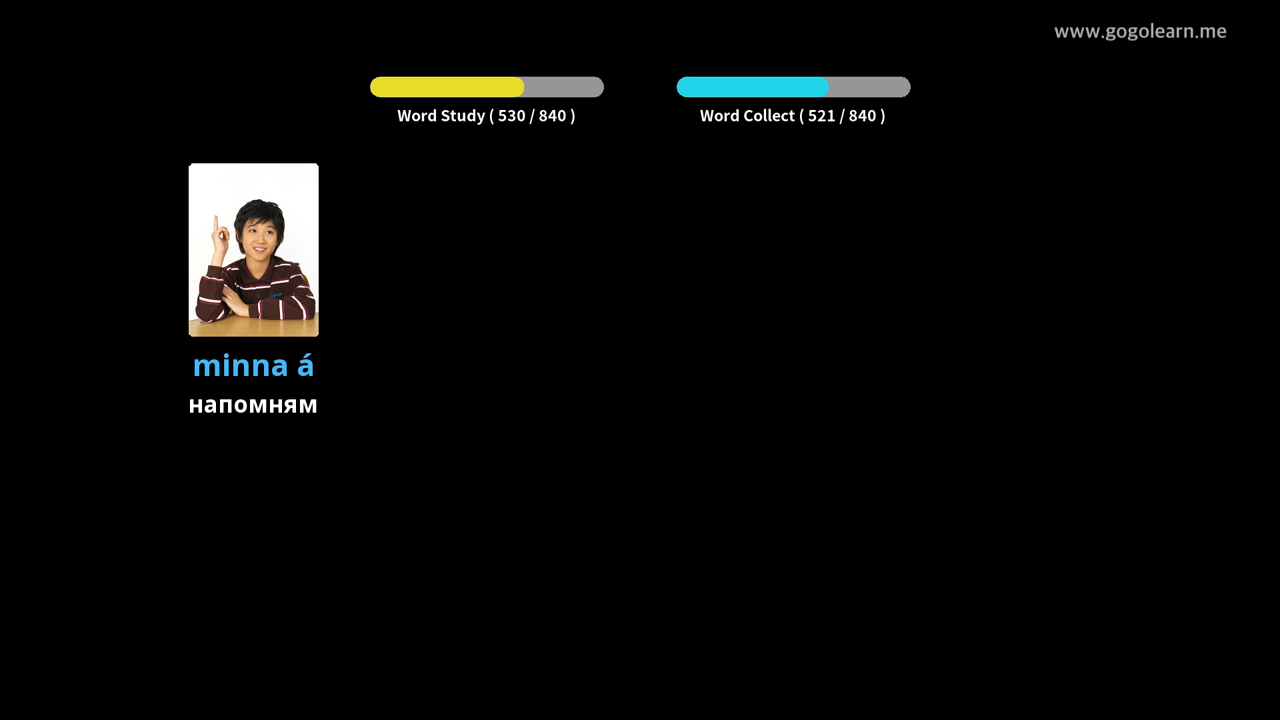 www.gogolearn.me
Word Study ( 530 / 840 )
Word Collect ( 521 / 840 )
minna á
напомням